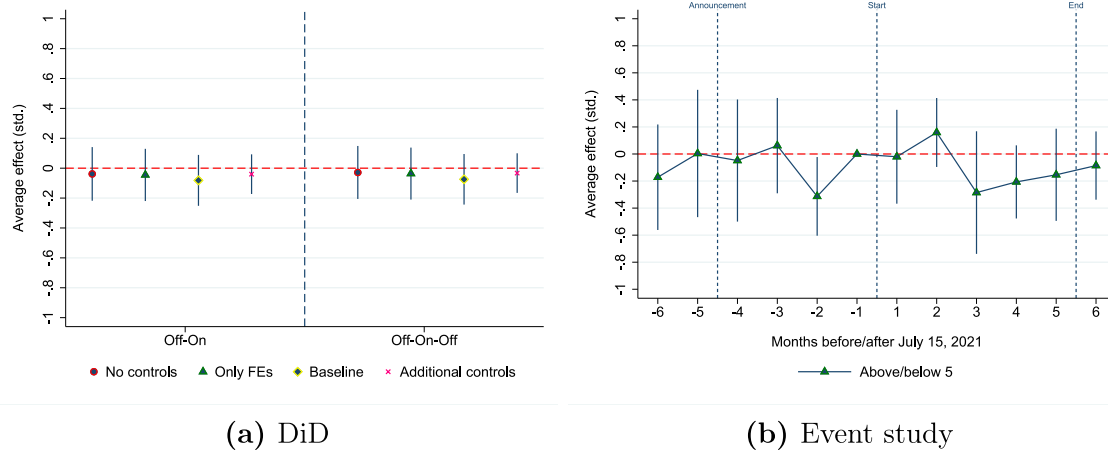 Average effect (std.)
1
.8
.6
.4
.2
0
-.2
-.4
-.6
-.8
-1
Off-On
Off-On-Off
No controls Only FEs Baseline Additional controls
(a) DiD
Announcement Start End
Average effect (std.)
1
.8
.6
.4
.2
0
-.2
-.4
-.6
-.8
-1
-6 -5 -4 -3 -2 -1 1 2 3 4 5 6
Months before/after July 15, 2021
Above/below 5
(b) Event study